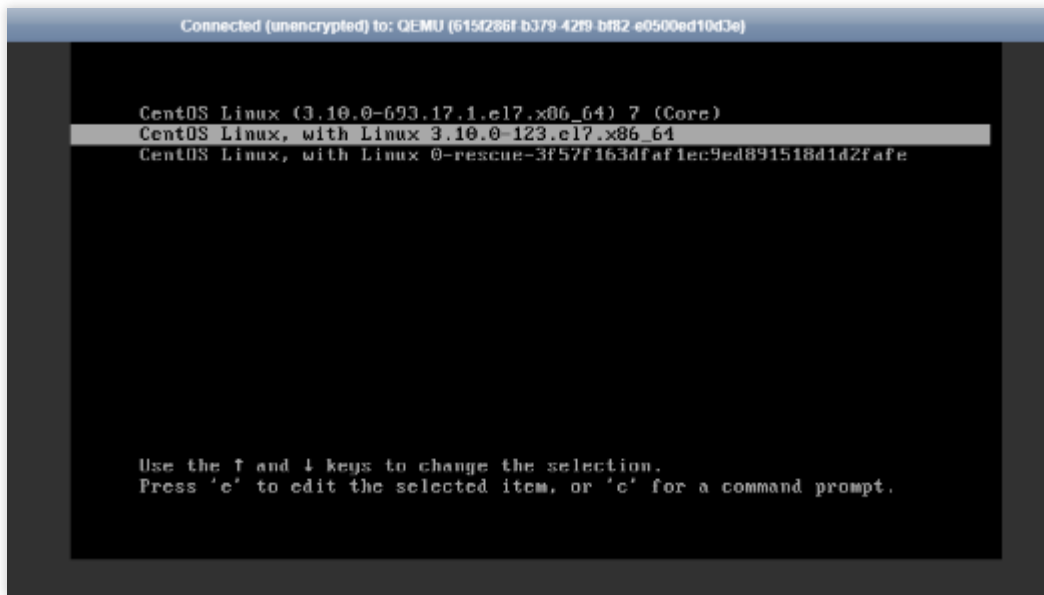 Connected (unencrypted) to: QEMU (615f286f-b379-42f9-bf82-e0500ed10d3e)
CentOS Linux (3.10.0-693.17.1.el7.x86_64) 7 (Core)
CentOS Linux, with Linux 3.10.0-123.el7.x86_64
CentOS Linux, with Linux 0-rescue-3f57f163dfaf1ec9ed891518d1d2fafe
Use the ↑ and ↓ keys to change the selection.
Press 'e' to edit the selected item, or 'c' for a command prompt.